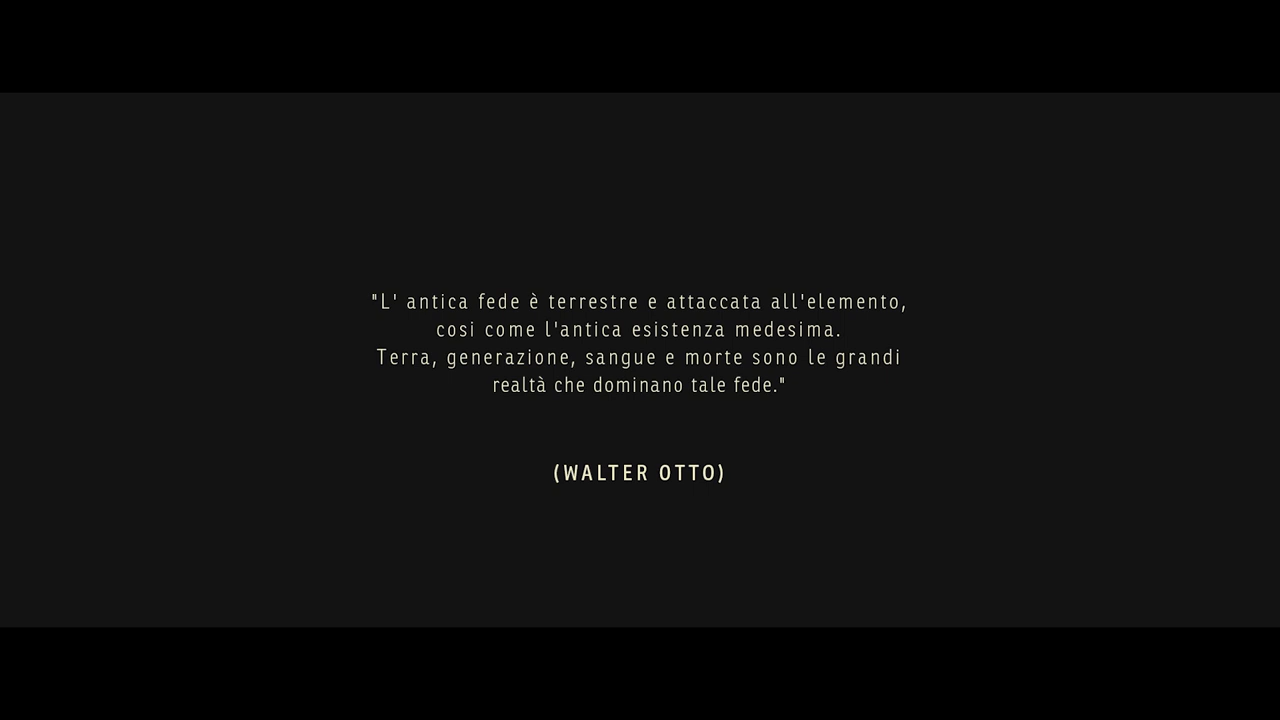 "L' antica fede è terrestre e attaccata all'elemento,
cosi come l'antica esistenza medesima.
Terra, generazione, sangue e morte sono le grandi
realtà che dominano tale fede."
(WALTER OTTO)